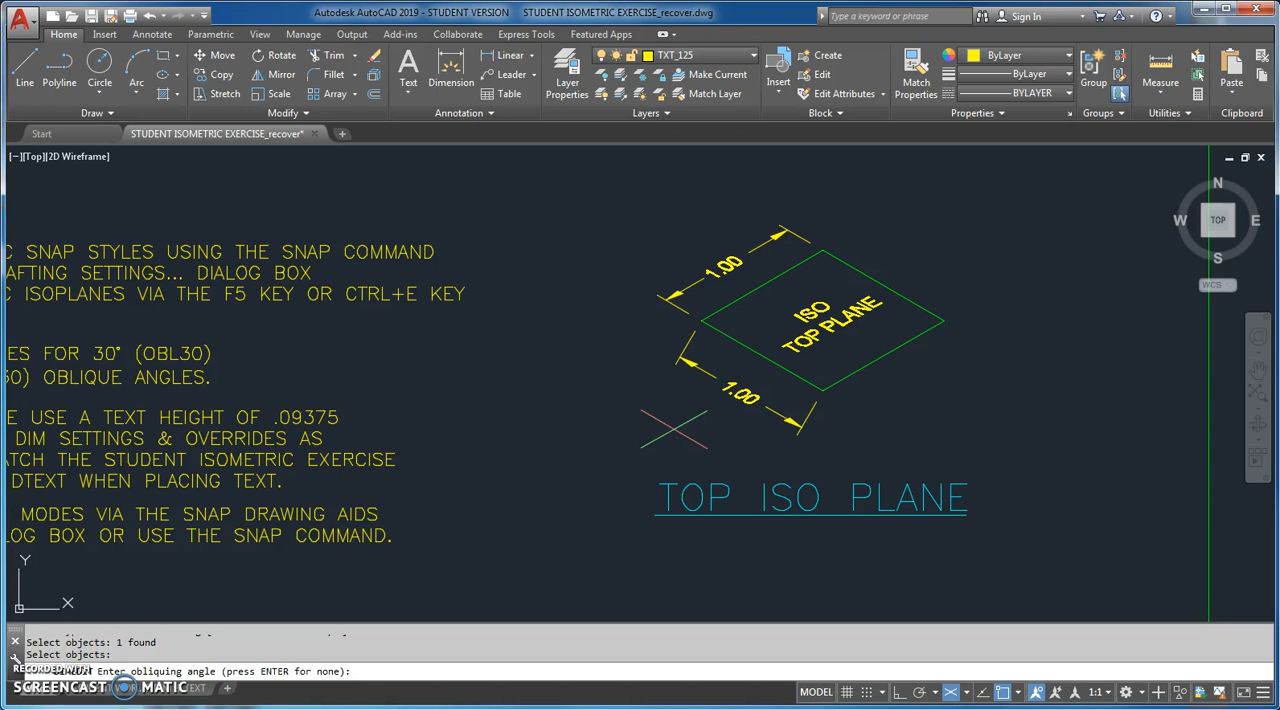 Autodesk AutoCAD 2019 - STUDENT VERSION STUDENT ISOMETRIC EXERCISE_recover.dwg
Type a keyword or phrase
Sign In
Home Insert Annotate Parametric View Manage Output Add-ins Collaborate Express Tools Featured Apps
Line Polyline Circle Arc
Move Rotate Trim
Copy Mirror Fillet
Stretch Scale Array
Text Dimension
Linear
Leader
Table
Layer Properties
TXT_125
Make Current
Match Layer
Insert
Create
Edit
Edit Attributes
Match Properties
ByLayer
ByLayer
BYLAYER
Group
Measure
Paste
Draw Modify Annotation Layers Block Properties Groups Utilities Clipboard
Start STUDENT ISOMETRIC EXERCISE_recover*
[−][Top][2D Wireframe]
N
W TOP E
S
WCS
C SNAP STYLES USING THE SNAP COMMAND
AFTING SETTINGS... DIALOG BOX
C ISOPLANES VIA THE F5 KEY OR CTRL+E KEY
ES FOR 30° (OBL30)
OBLIQUE ANGLES.
E USE A TEXT HEIGHT OF .09375
DIM SETTINGS & OVERRIDES AS
ATCH THE STUDENT ISOMETRIC EXERCISE
DTEXT WHEN PLACING TEXT.
MODES VIA THE SNAP DRAWING AIDS
LOG BOX OR USE THE SNAP COMMAND.
1.00
ISO
TOP PLANE
1.00
TOP ISO PLANE
Y
X
Select objects: 1 found
Select objects:
Enter obliquing angle (press ENTER for none):
RECORDED WITH
SCREENCAST MATIC
TEXT
MODEL
1:1